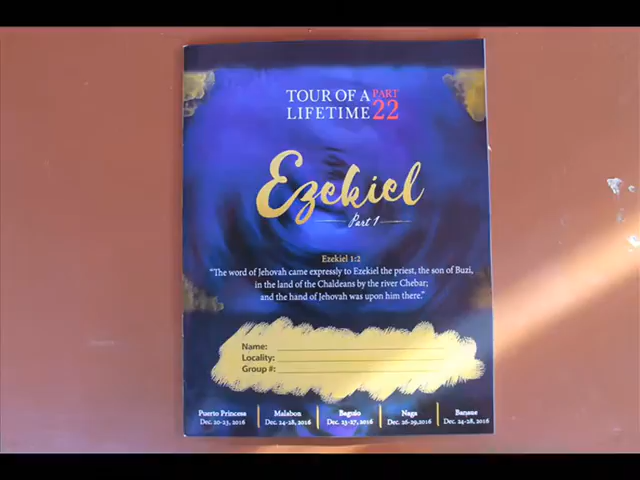 TOUR OF A PART
LIFETIME 22
Ezekiel
Part 1
Ezekiel 1:2
"The word of Jehovah came expressly to Ezekiel the priest, the son of Buzi,
in the land of the Chaldeans by the river Chebar;
and the hand of Jehovah was upon him there."
Name:
Locality:
Group #:
Puerto Princesa Malabon Baguio Naga Banaue
Dec. 20-23, 2016 Dec. 24-28, 2016 Dec. 23-27, 2016 Dec. 26-29,2016 Dec. 24-28, 2016